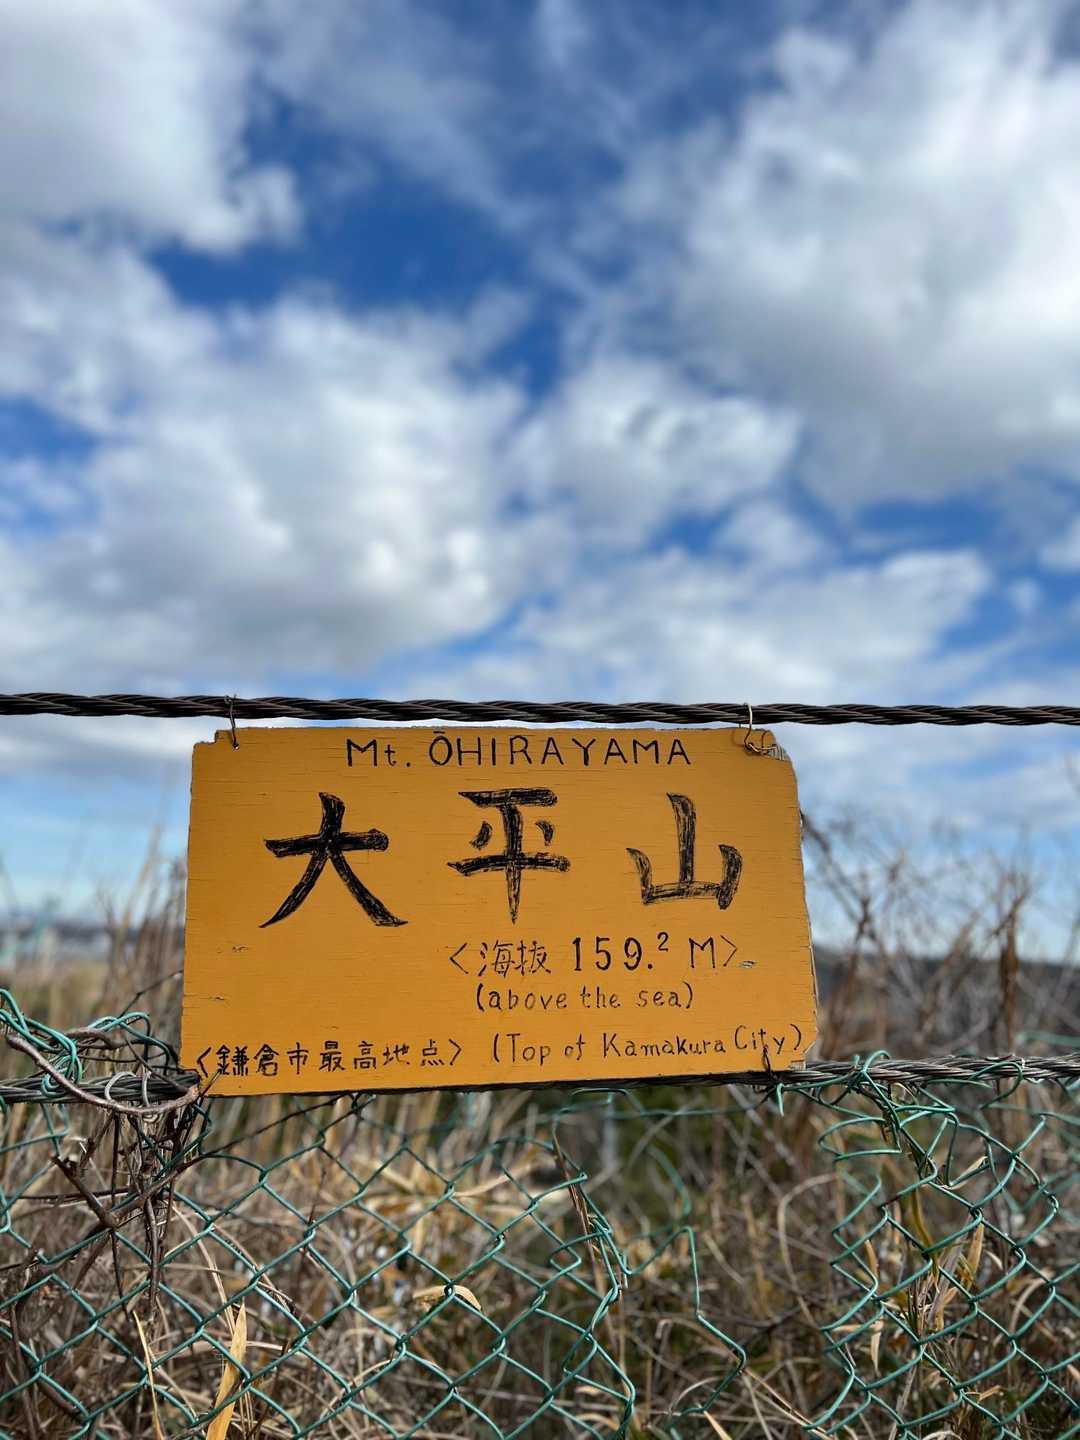 Mt. ŌHIRAYAMA
大平山
〈海抜 159.² M〉
(above the sea)
〈鎌倉市最高地点〉 (Top of Kamakura City)